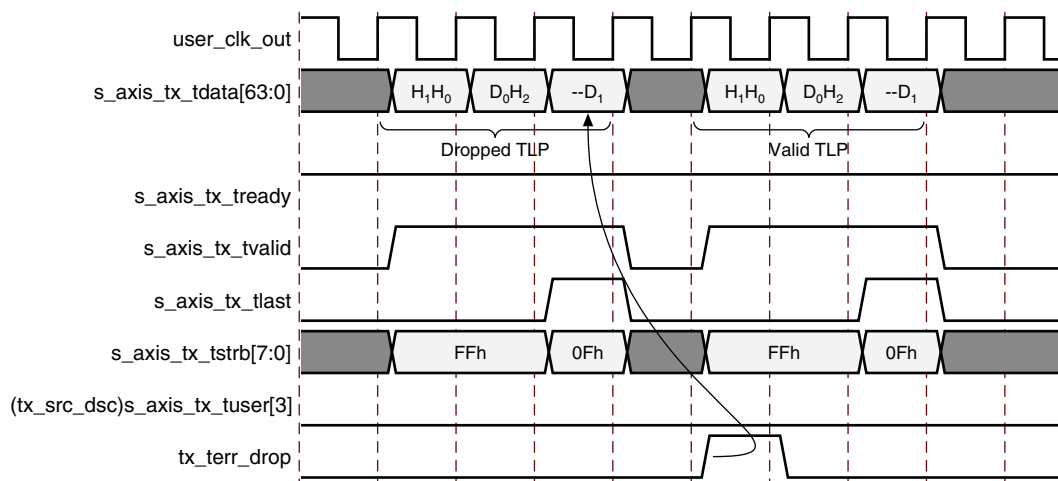 user_clk_out
s_axis_tx_tdata[63:0] H₁H₀ D₀H₂ --D₁ H₁H₀ D₀H₂ --D₁
Dropped TLP Valid TLP
s_axis_tx_tready
s_axis_tx_tvalid
s_axis_tx_tlast
s_axis_tx_tstrb[7:0] FFh 0Fh FFh 0Fh
(tx_src_dsc)s_axis_tx_tuser[3]
tx_terr_drop